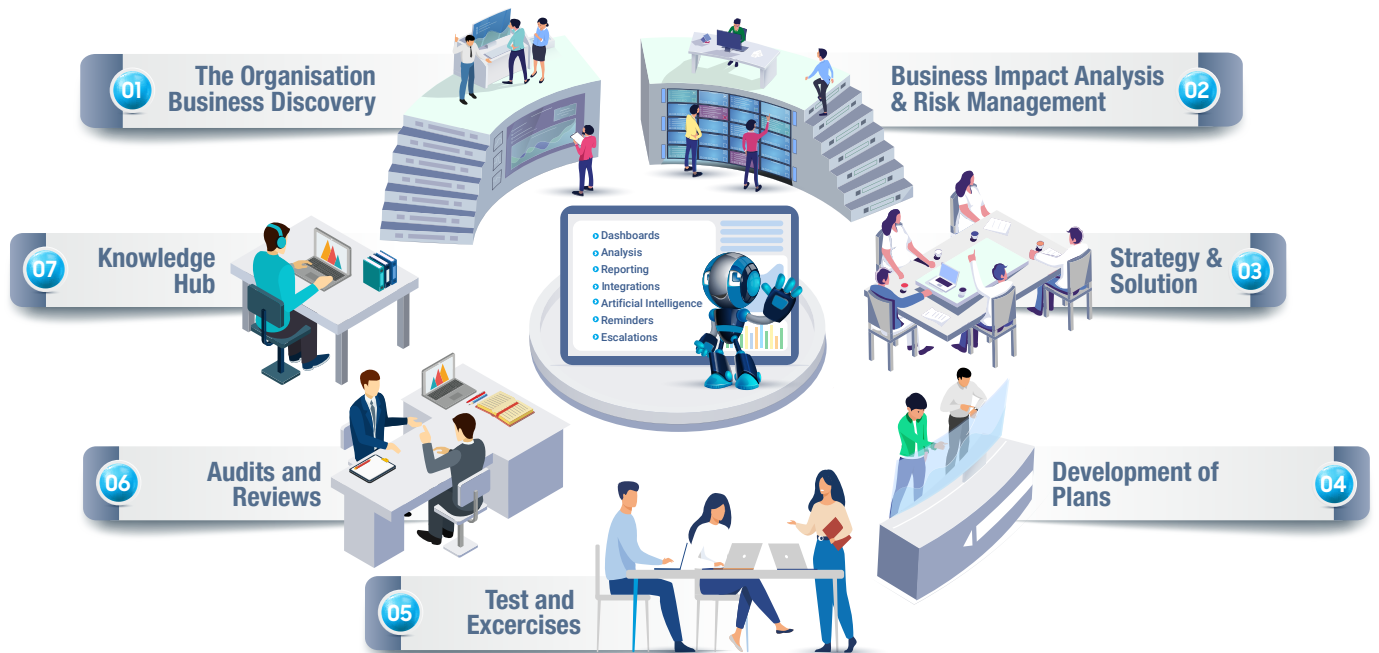 01
The Organisation
Business Discovery
Business Impact Analysis
& Risk Management
02
Strategy &
Solution
03
Development of
Plans
04
05
Test and
Excercises
06
Audits and
Reviews
07
Knowledge
Hub
Dashboards
Analysis
Reporting
Integrations
Artificial Intelligence
Reminders
Escalations